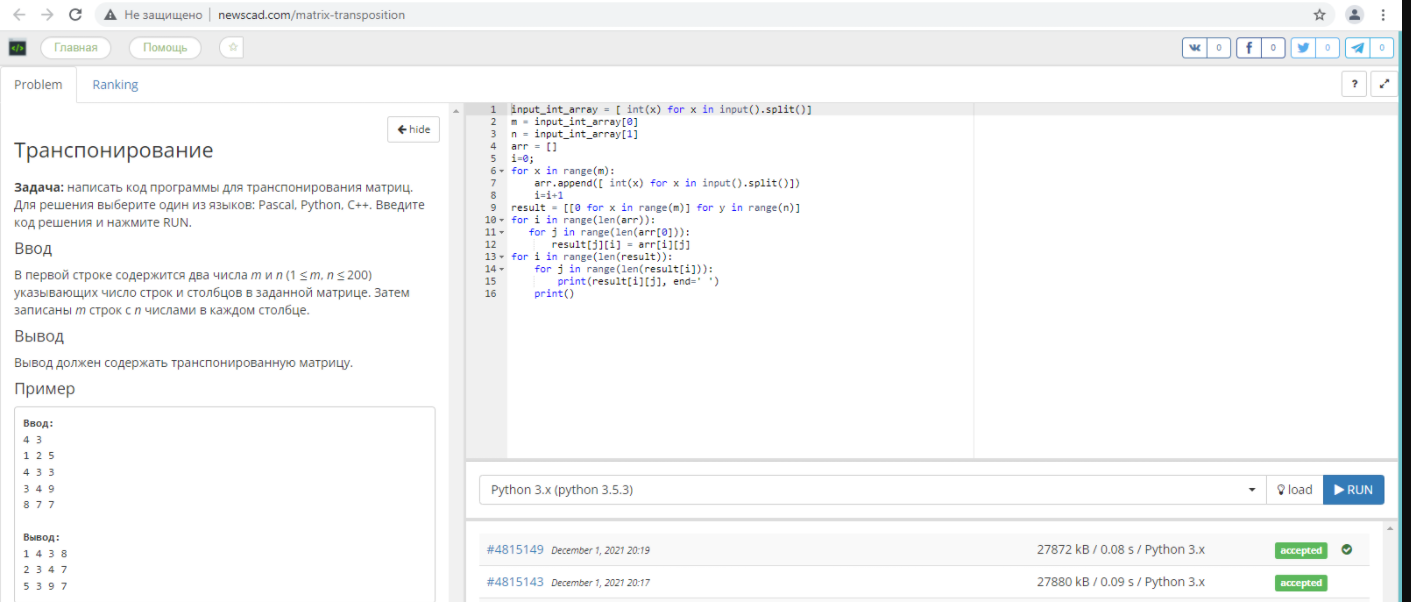 Не защищено | newscad.com/matrix-transposition
</> Главная Помощь 0 f 0 0 0
Problem Ranking ?
hide
Транспонирование
Задача: написать код программы для транспонирования матриц.
Для решения выберите один из языков: Pascal, Python, C++. Введите
код решения и нажмите RUN.
Ввод
В первой строке содержится два числа m и n (1 ≤ m, n ≤ 200)
указывающих число строк и столбцов в заданной матрице. Затем
записаны m строк с n числами в каждом столбце.
Вывод
Вывод должен содержать транспонированную матрицу.
Пример
Ввод:
4 3
1 2 5
4 3 3
3 4 9
8 7 7
Вывод:
1 4 3 8
2 3 4 7
5 3 9 7
1 input_int_array = [ int(x) for x in input().split()]
2 m = input_int_array[0]
3 n = input_int_array[1]
4 arr = []
5 i=0;
6 for x in range(m):
7 arr.append([ int(x) for x in input().split()])
8 i=i+1
9 result = [[0 for x in range(m)] for y in range(n)]
10 for i in range(len(arr)):
11 for j in range(len(arr[0])):
12 result[j][i] = arr[i][j]
13 for i in range(len(result)):
14 for j in range(len(result[i])):
15 print(result[i][j], end=' ')
16 print()
Python 3.x (python 3.5.3) load RUN
#4815149 December 1, 2021 20:19 27872 kB / 0.08 s / Python 3.x accepted
#4815143 December 1, 2021 20:17 27880 kB / 0.09 s / Python 3.x accepted